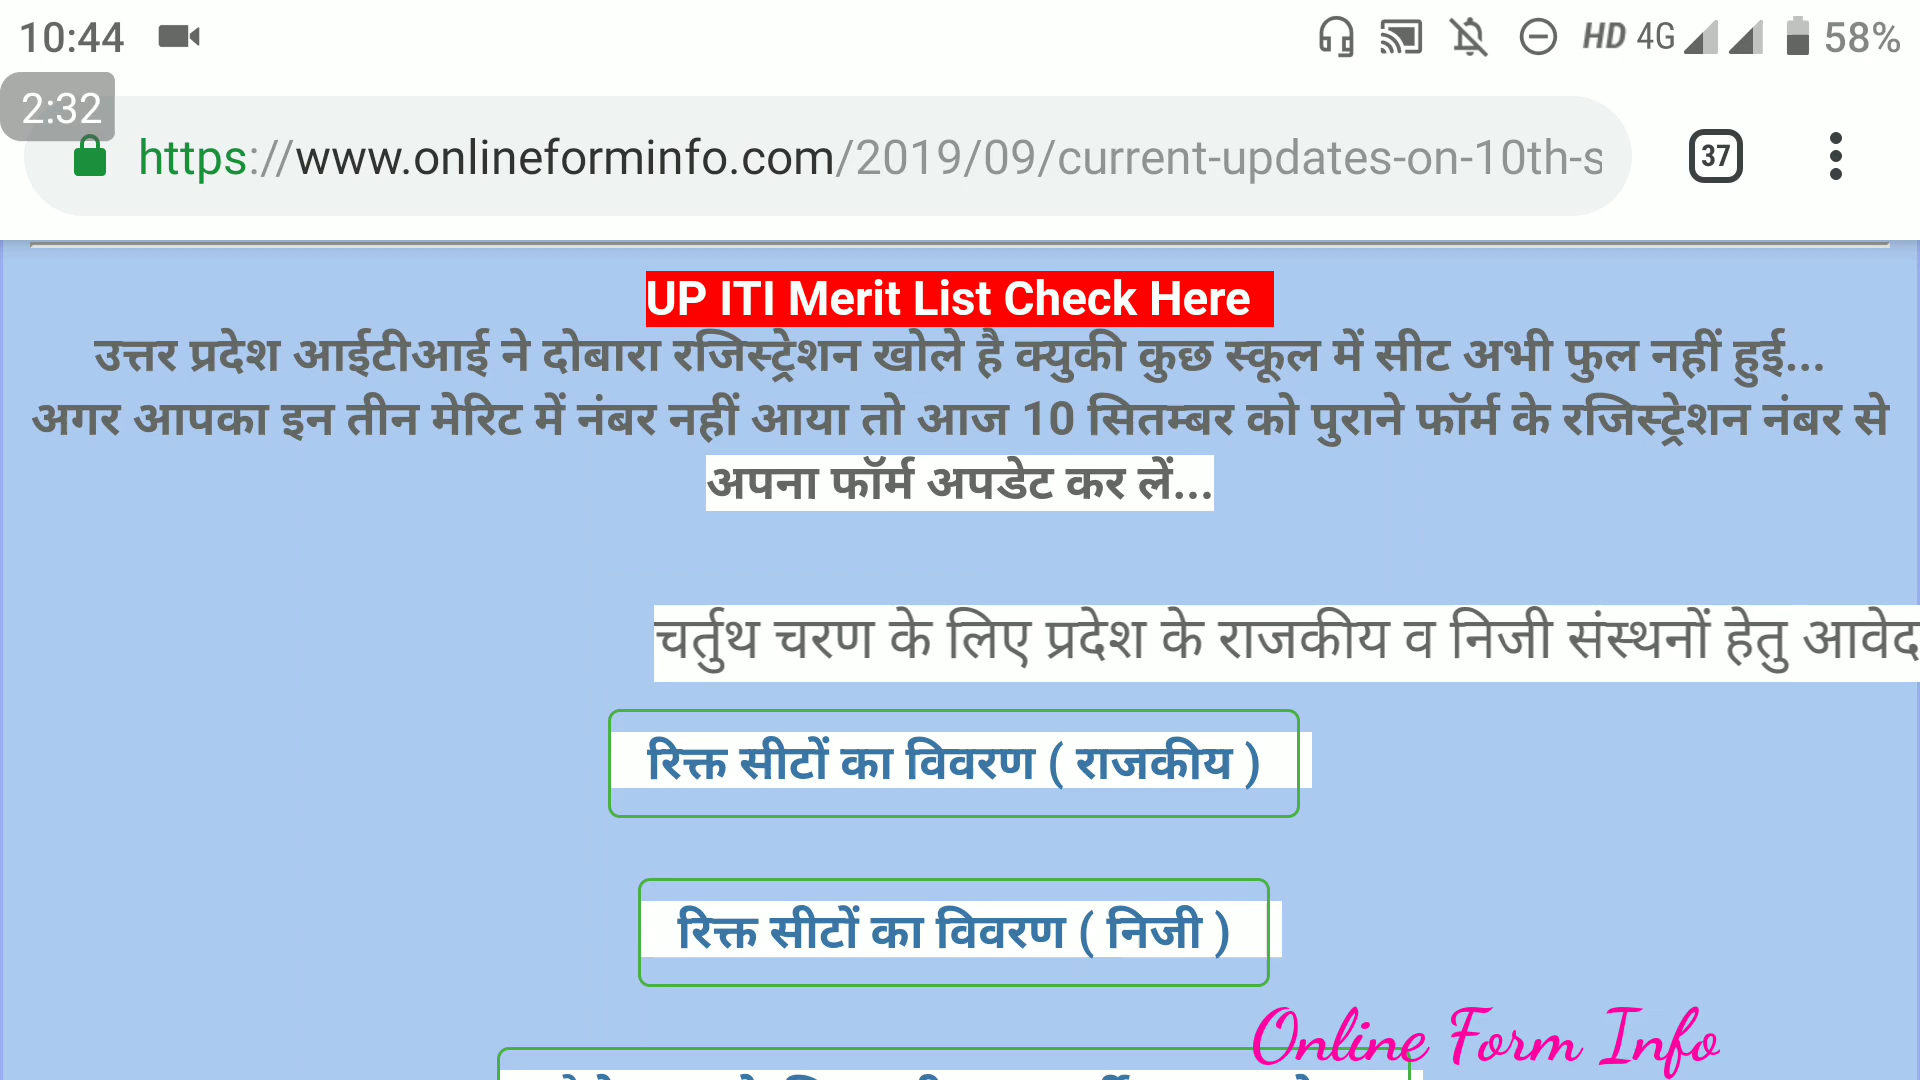 10:44
HD 4G 58%
2:32
https://www.onlineforminfo.com/2019/09/current-updates-on-10th-s
37
UP ITI Merit List Check Here
उत्तर प्रदेश आईटीआई ने दोबारा रजिस्ट्रेशन खोले है क्युकी कुछ स्कूल में सीट अभी फुल नहीं हुई...
अगर आपका इन तीन मेरिट में नंबर नहीं आया तो आज 10 सितम्बर को पुराने फॉर्म के रजिस्ट्रेशन नंबर से
अपना फॉर्म अपडेट कर लें...
चर्तुथ चरण के लिए प्रदेश के राजकीय व निजी संस्थनों हेतु आवेद
रिक्त सीटों का विवरण ( राजकीय )
रिक्त सीटों का विवरण ( निजी )
Online Form Info